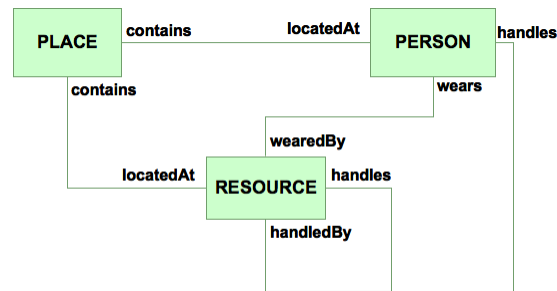 contains
locatedAt
handles
PLACE
PERSON
contains
wears
wearedBy
locatedAt
handles
RESOURCE
handledBy